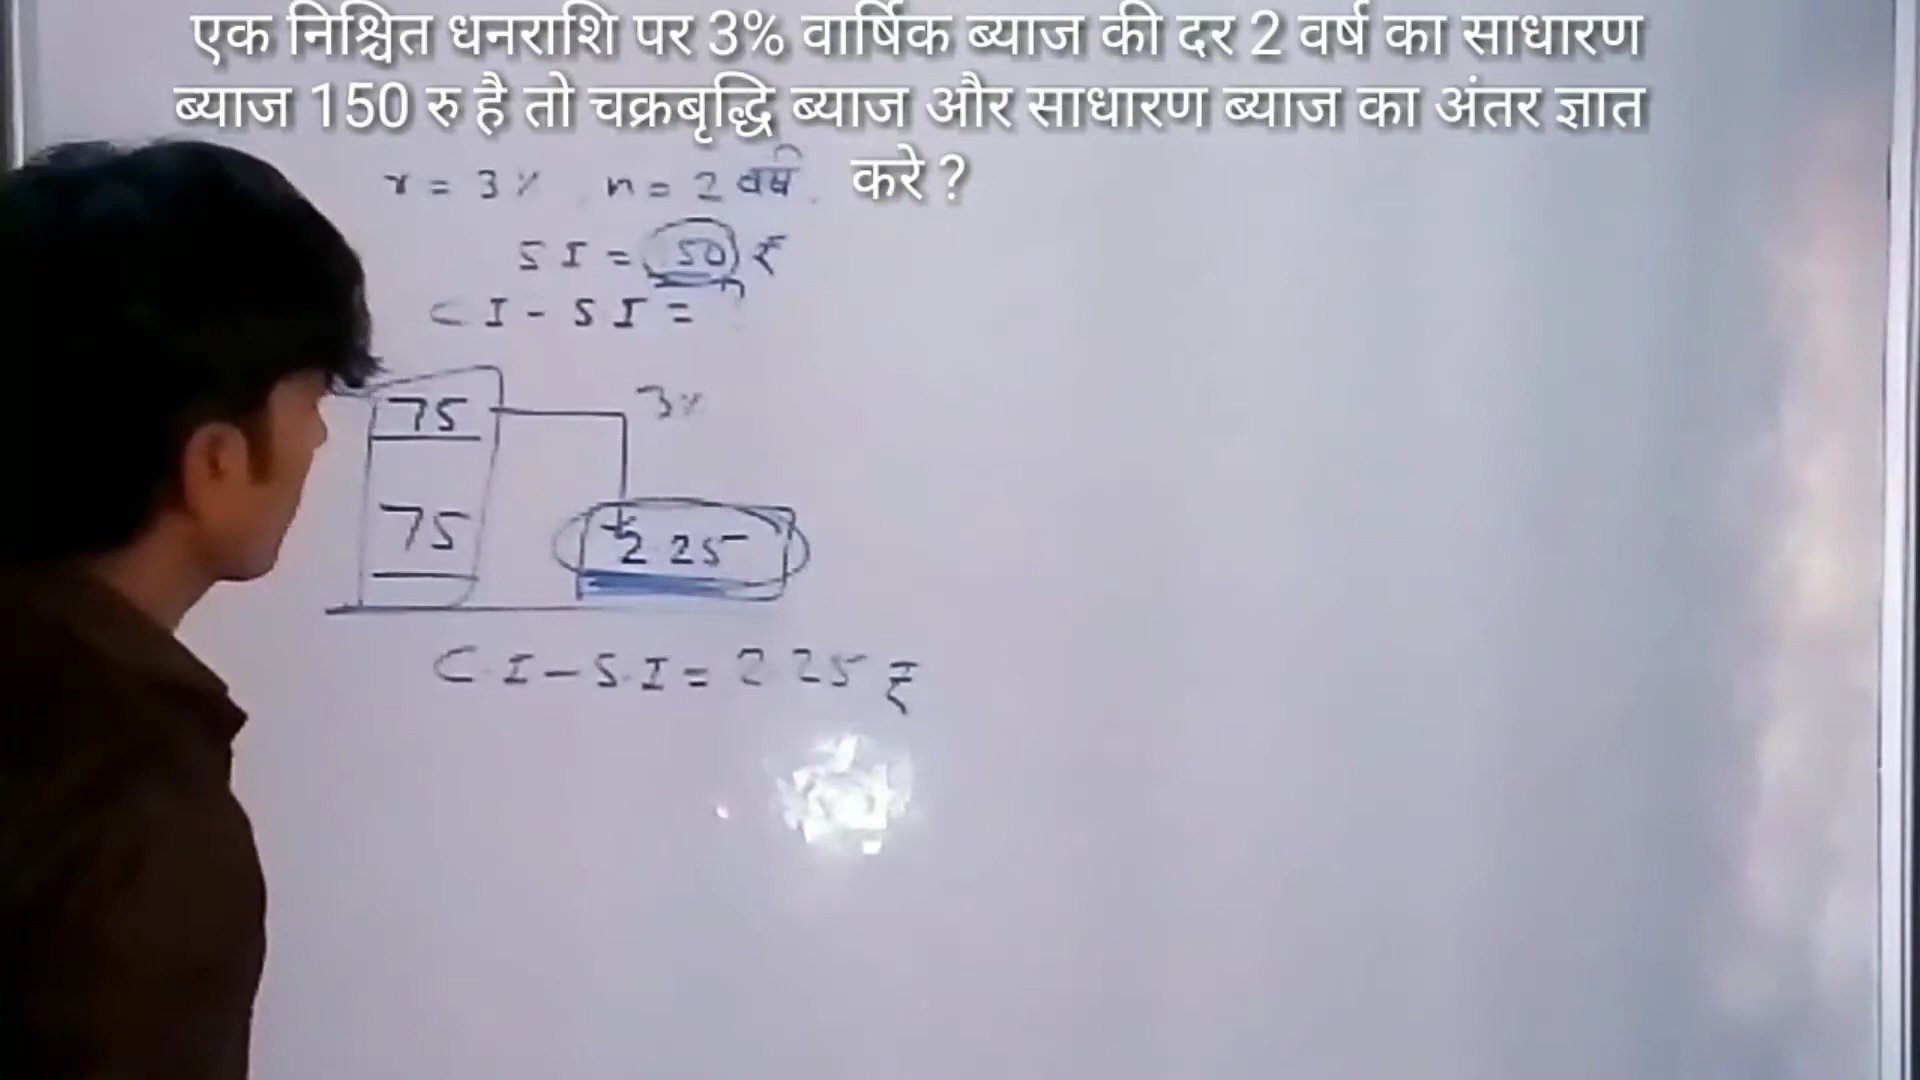 एक निश्चित धनराशि पर 3% वार्षिक ब्याज की दर 2 वर्ष का साधारण
ब्याज 150 रु है तो चक्रबृद्धि ब्याज और साधारण ब्याज का अंतर ज्ञात
करे ?
r = 3% , n = 2 वर्ष
SI = 150 ₹
CI - SI = ?
75 3%
75 2.25
C.I - S.I = 2.25 ₹